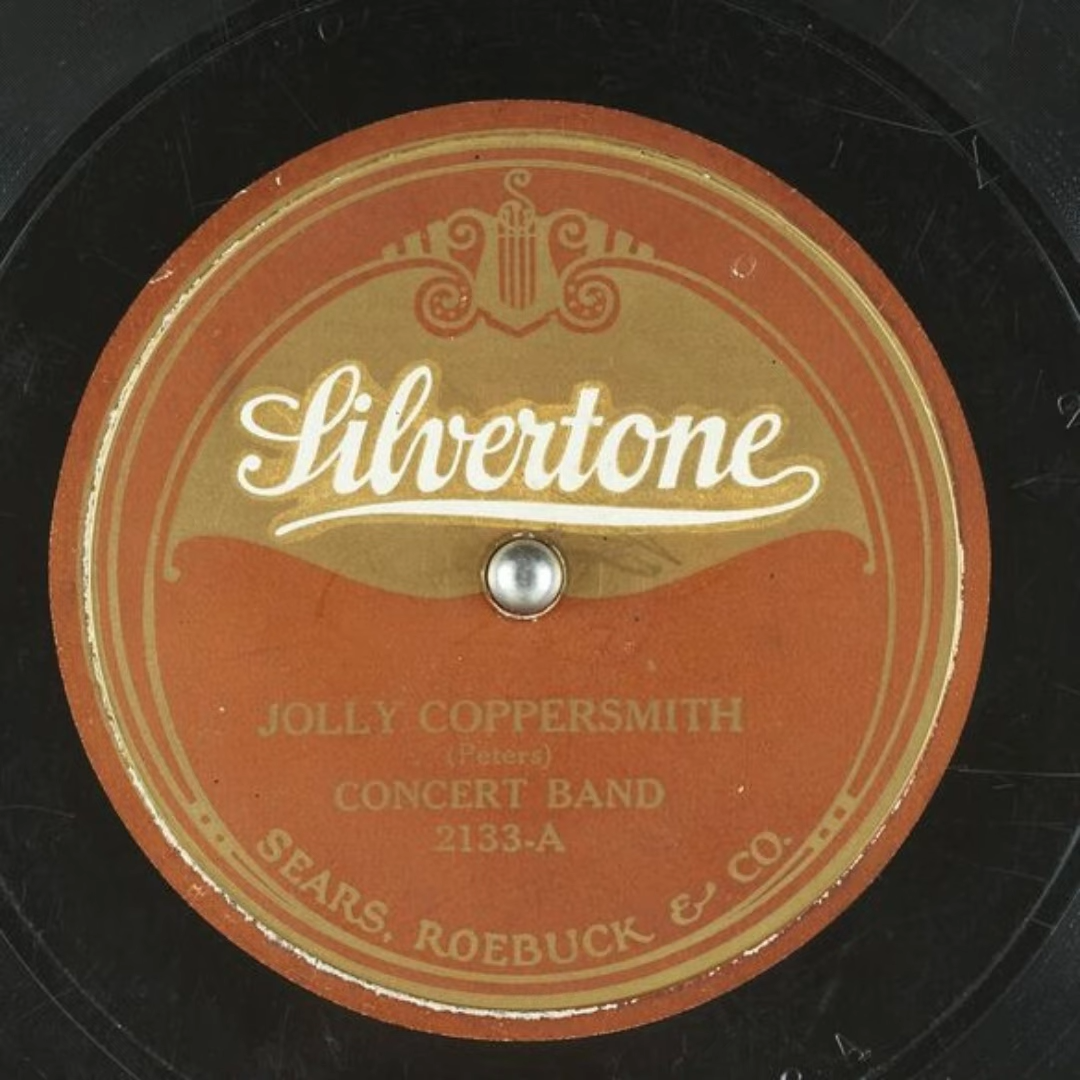 Silvertone
JOLLY COPPERSMITH
(Peters)
CONCERT BAND
2133-A
SEARS, ROEBUCK & CO.